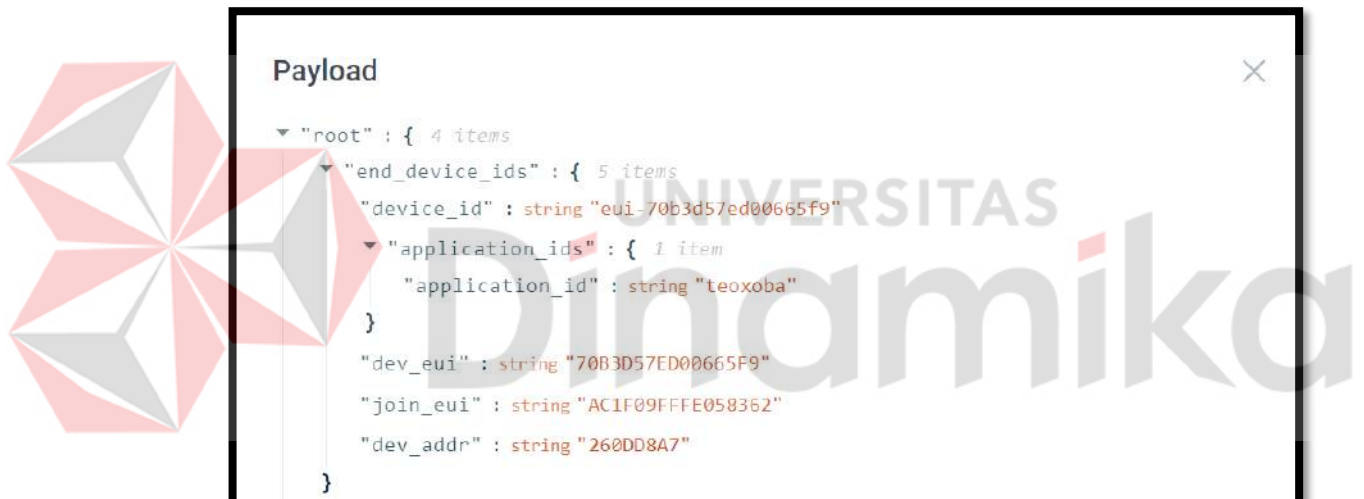 Payload
"root" : { 4 items
"end_device_ids" : { 5 items
"device_id" : string "eui-70b3d57ed00665f9"
"application_ids" : { 1 item
"application_id" : string "teoxoba"
}
"dev_eui" : string "70B3D57ED00665F9"
"join_eui" : string "AC1F09FFFE058362"
"dev_addr" : string "260DD8A7"
}
UNIVERSITAS
Dinamika